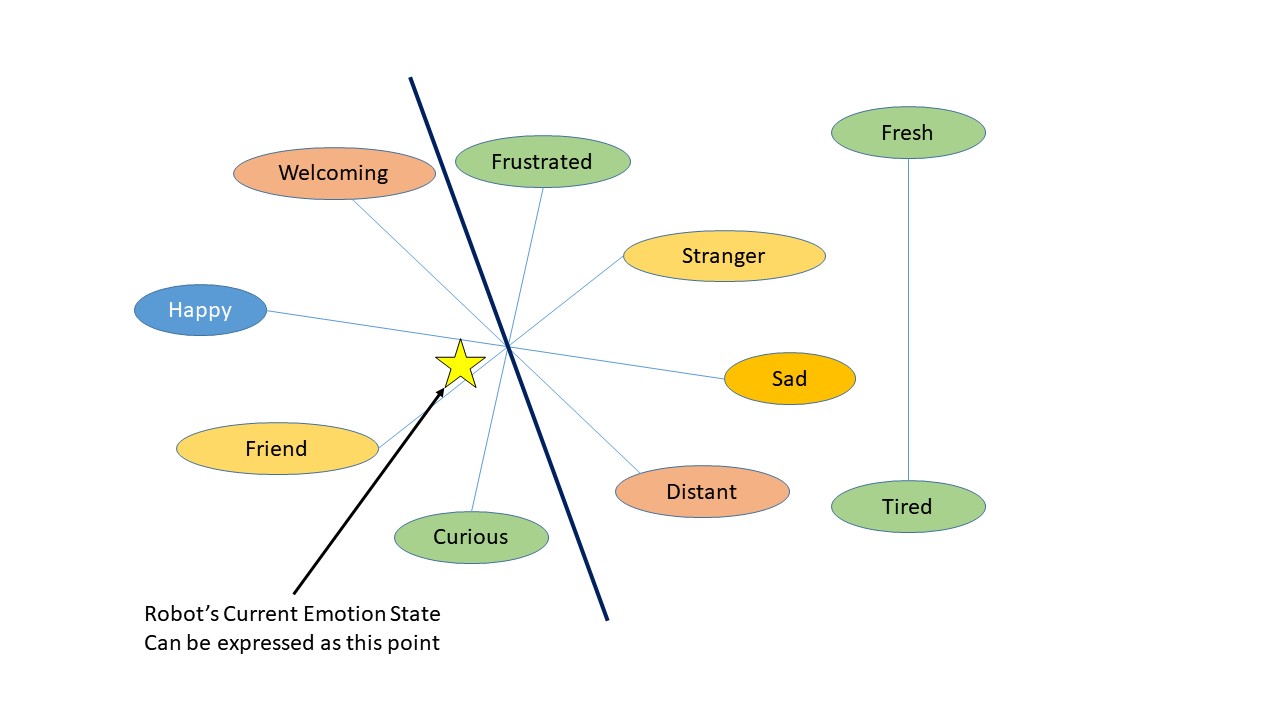 Fresh
Frustrated
Welcoming
Stranger
Happy
Sad
Friend
Distant
Tired
Curious
Robot’s Current Emotion State
Can be expressed as this point